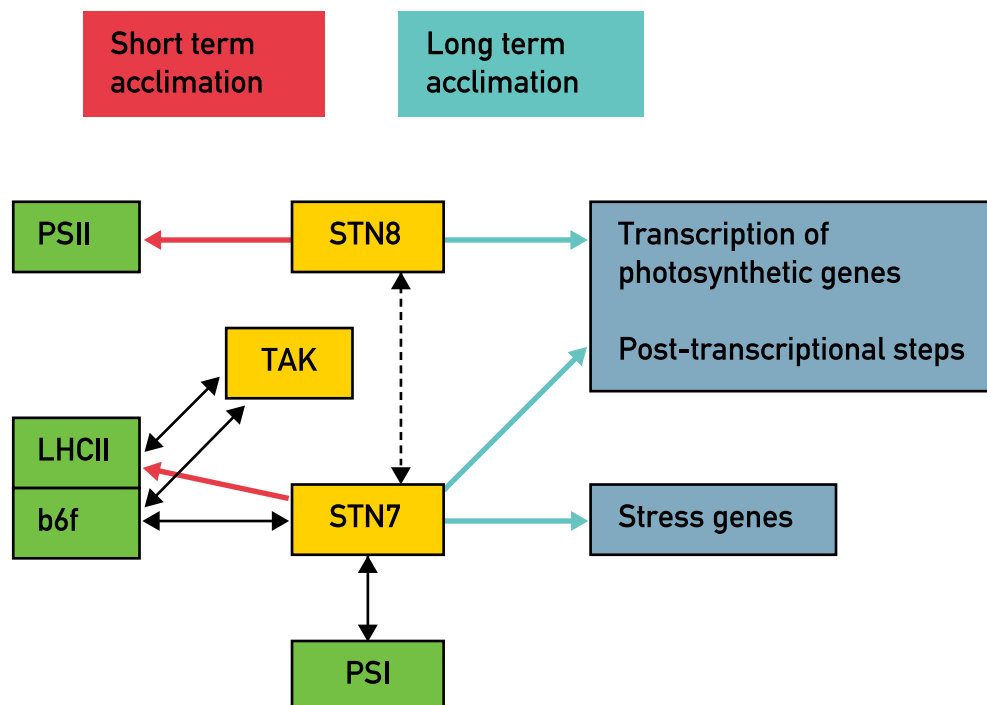 Short term
acclimation
Long term
acclimation
PSII
STN8
Transcription of
photosynthetic genes
Post-transcriptional steps
TAK
LHCII
b6f
STN7
Stress genes
PSI